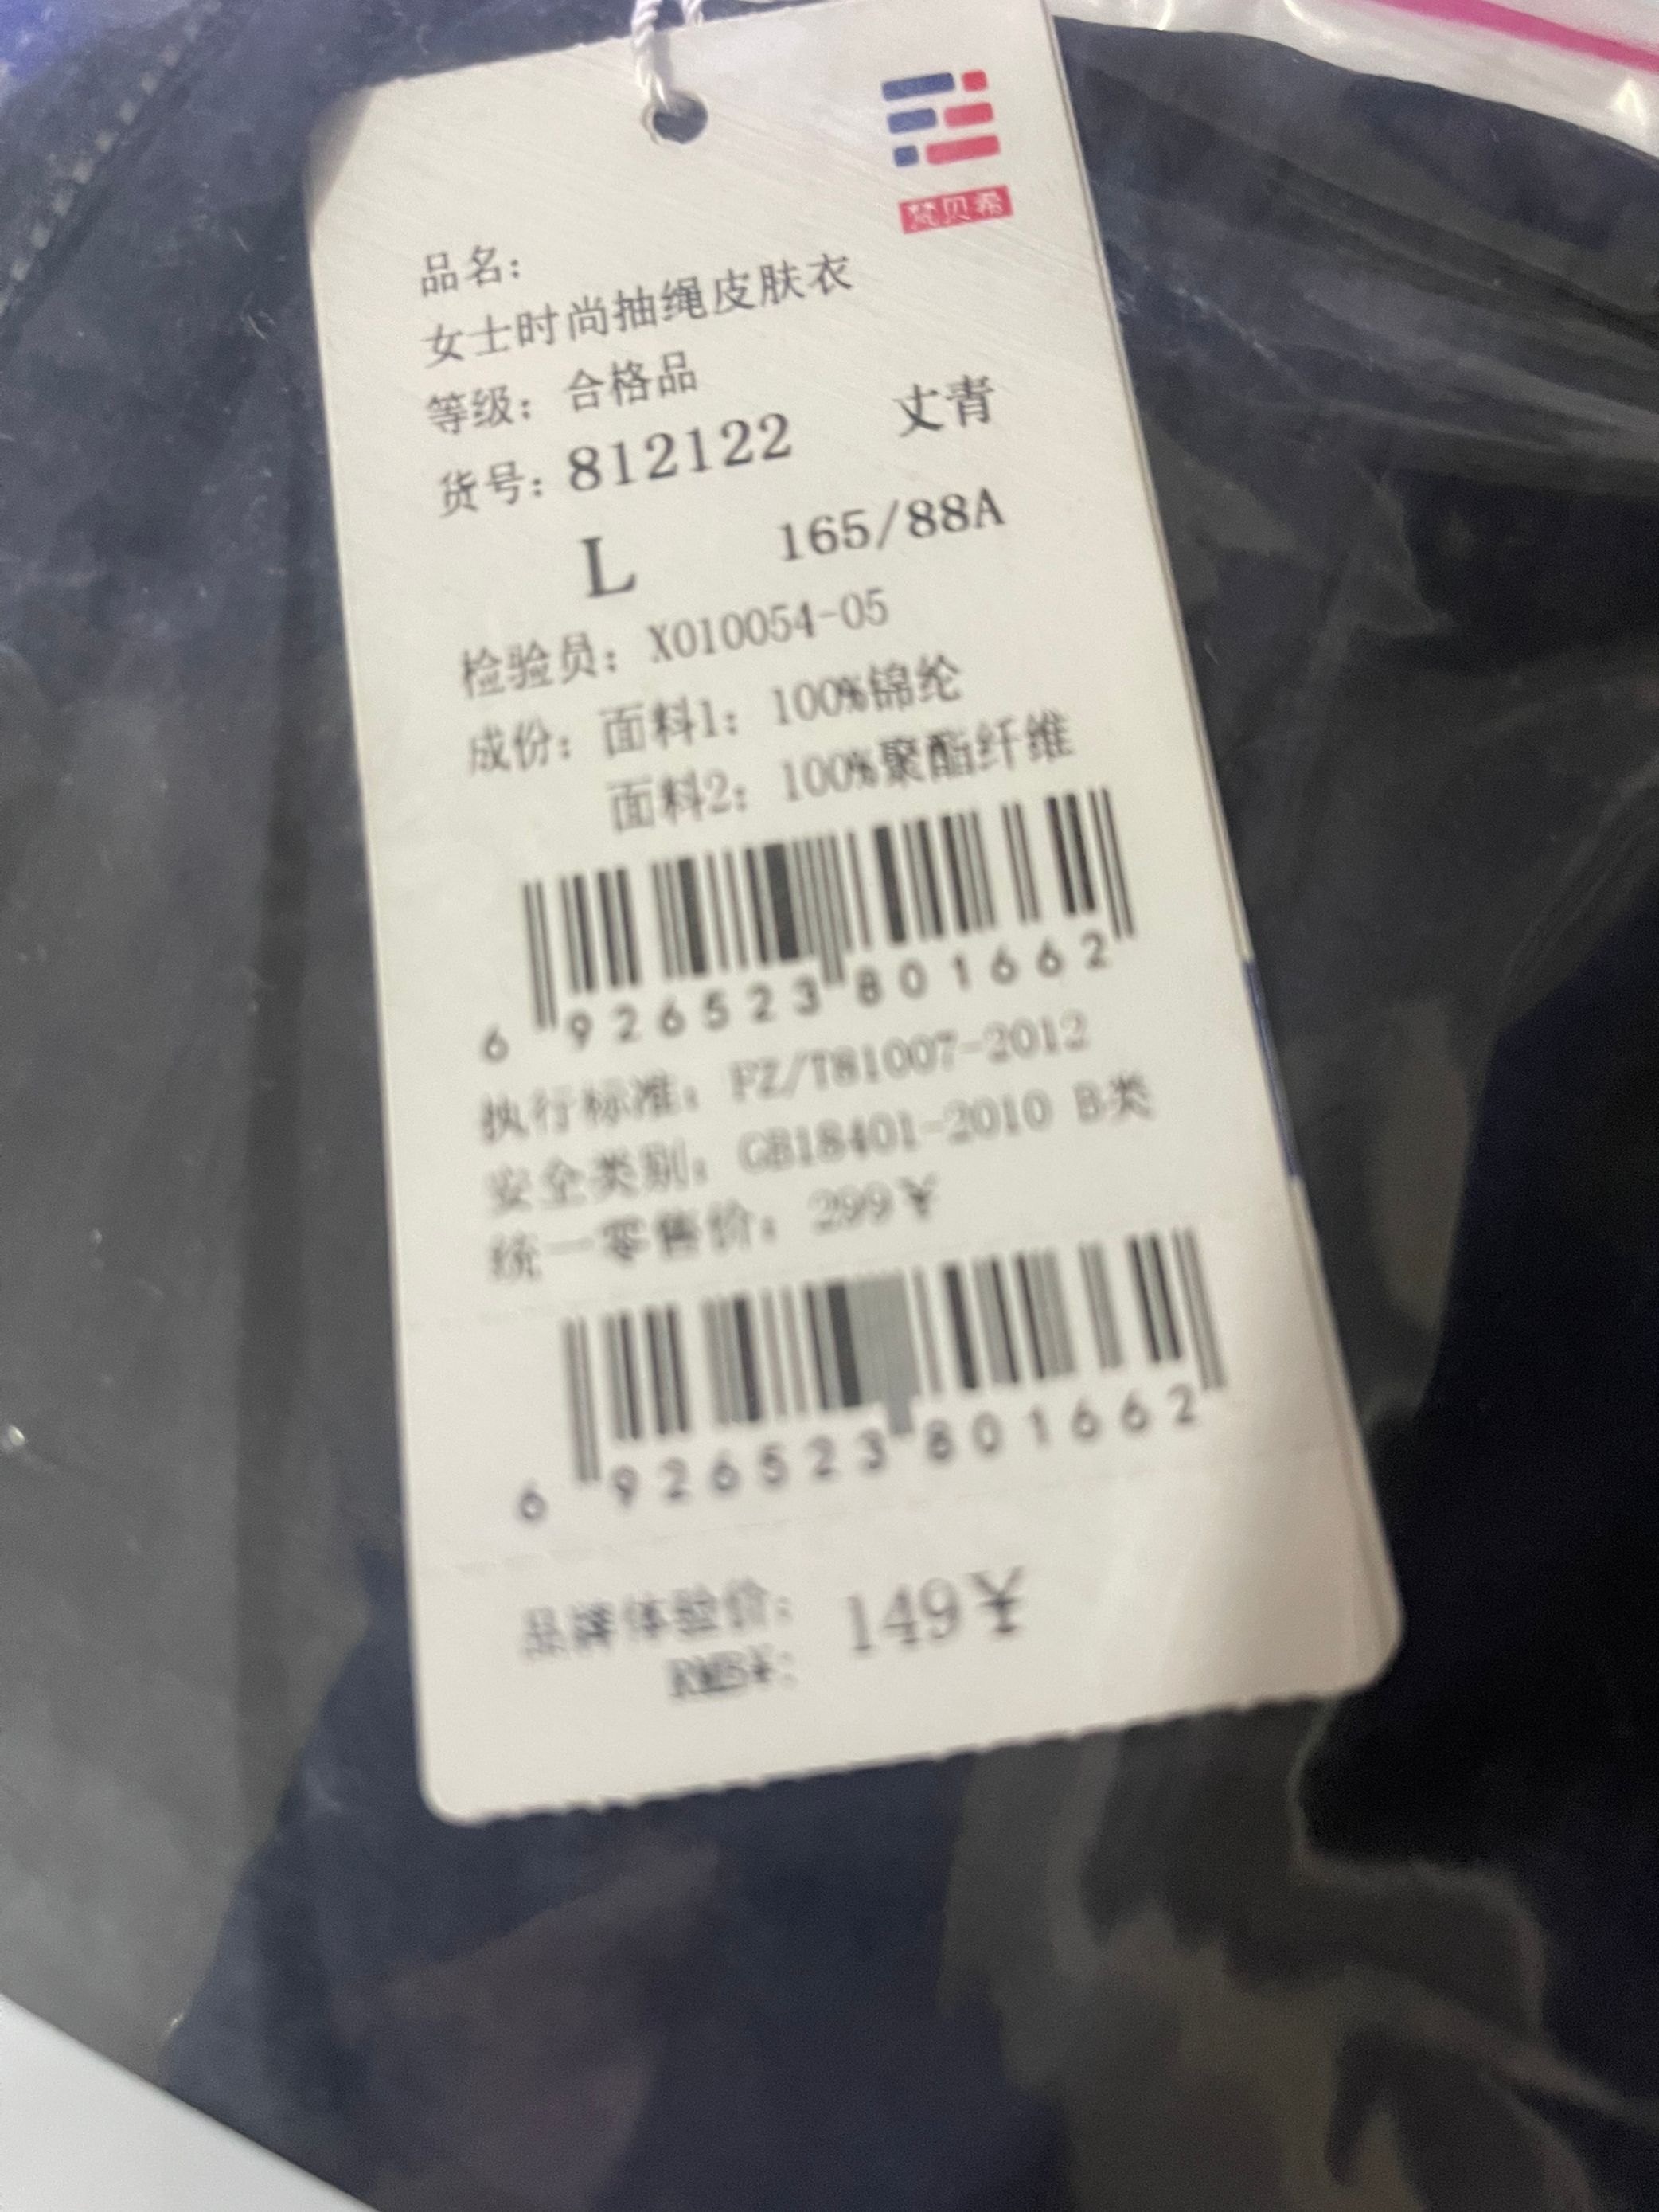 梵贝希
品名：
女士时尚抽绳皮肤衣
等级：合格品
货号：812122 丈青
L 165/88A
检验员：X010054-05
成份：面料1：100%锦纶
面料2：100%聚酯纤维
6 926523 801662
执行标准：FZ/T81007-2012
安全类别：GB18401-2010 B类
统一零售价：299￥
6 926523 801662
品牌体验价：149￥
RMB¥：